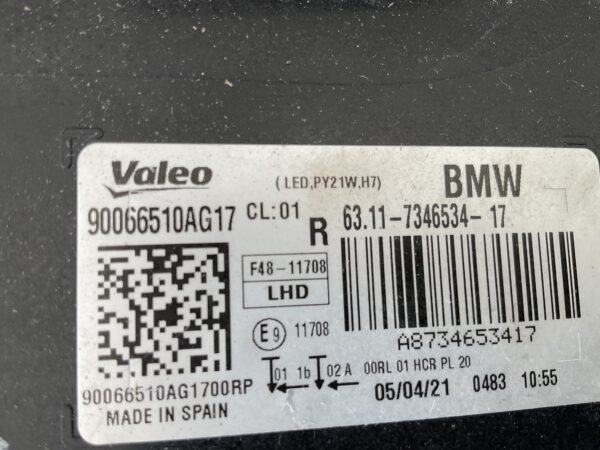 Valeo
(LED,PY21W,H7)
BMW
90066510AG17 CL:01
R
63.11-7346534-17
F48-11708
LHD
E9 11708
A8734653417
01 1b 02 A 00RL 01 HCR PL 20
90066510AG1700RP
MADE IN SPAIN
05/04/21 0483 10:55